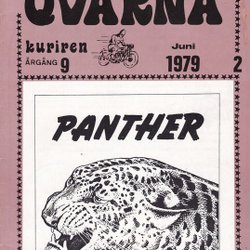 QVARNA
kuriren
Juni
ÅRGÅNG 9
1979 2
PANTHER